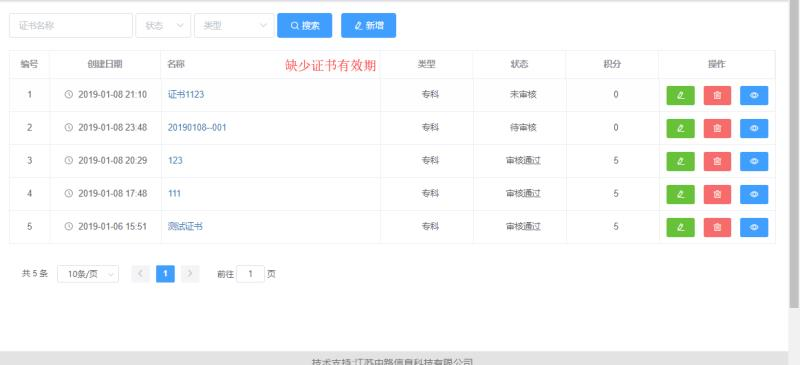 证书名称 状态 类型 搜索 新增
编号 创建日期 名称 缺少证书有效期 类型 状态 积分 操作
1 2019-01-08 21:10 证书1123 专科 未审核 0
2 2019-01-08 23:48 20190108--001 专科 待审核 0
3 2019-01-08 20:29 123 专科 审核通过 5
4 2019-01-08 17:48 111 专科 审核通过 5
5 2019-01-06 15:51 测试证书 专科 审核通过 5
共 5 条 10条/页 1 前往 1 页
技术支持:江苏中路信息科技有限公司